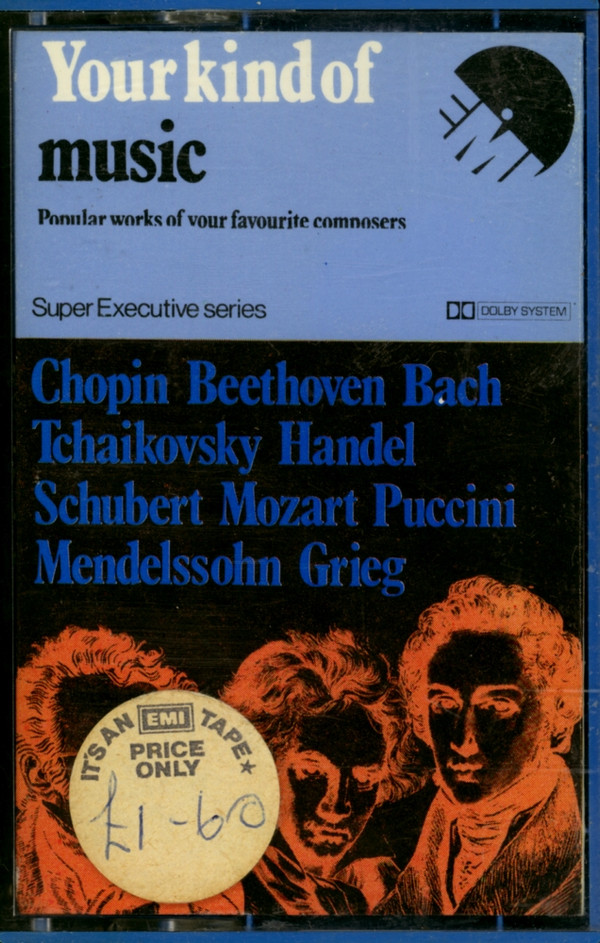 Your kind of
music
Popular works of your favourite composers
Super Executive series
DOLBY SYSTEM
Chopin Beethoven Bach
Tchaikovsky Handel
Schubert Mozart Puccini
Mendelssohn Grieg
IT'S AN EMI TAPE★
PRICE
ONLY
£1-60